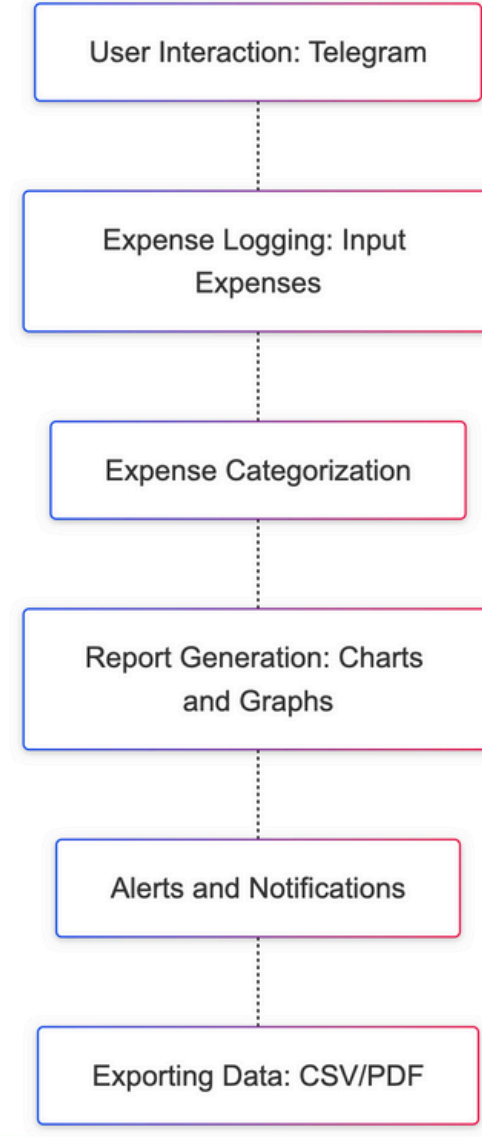 User Interaction: Telegram
Expense Logging: Input
Expenses
Expense Categorization
Report Generation: Charts
and Graphs
Alerts and Notifications
Exporting Data: CSV/PDF